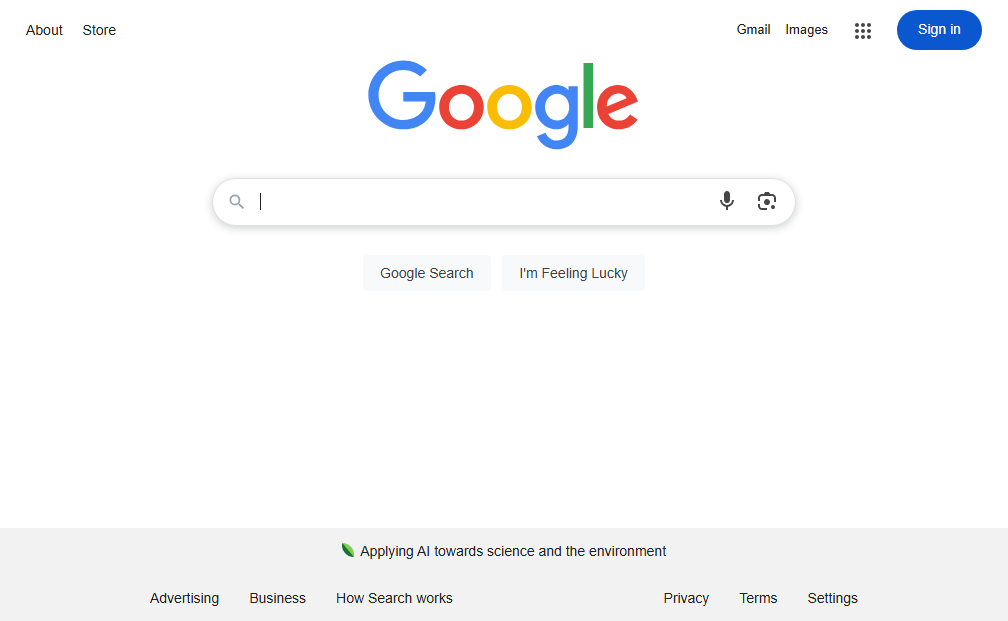 About Store Gmail Images Sign in
Google
Google Search I'm Feeling Lucky
Applying AI towards science and the environment
Advertising Business How Search works Privacy Terms Settings